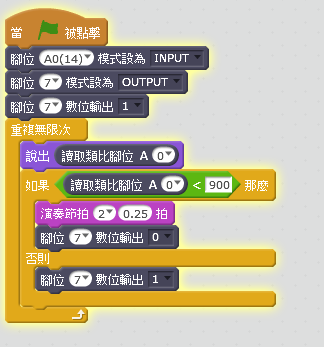 當 被點擊
腳位 A0(14) 模式設為 INPUT
腳位 7 模式設為 OUTPUT
腳位 7 數位輸出 1
重複無限次
說出 讀取類比腳位 A 0
如果 讀取類比腳位 A 0 < 900 那麼
演奏節拍 2 0.25 拍
腳位 7 數位輸出 0
否則
腳位 7 數位輸出 1